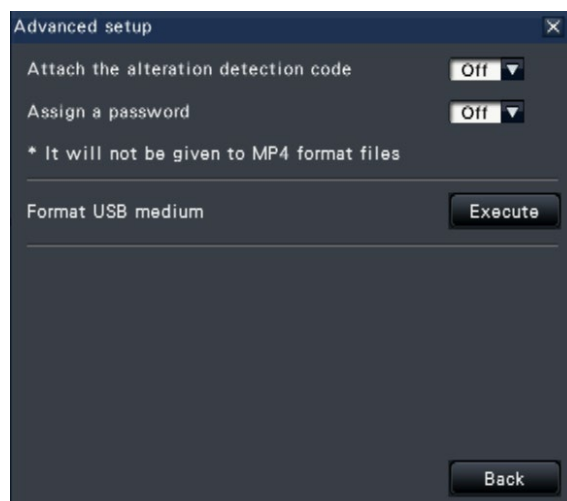 Advanced setup
Attach the alteration detection code Off
Assign a password Off
* It will not be given to MP4 format files
Format USB medium Execute
Back